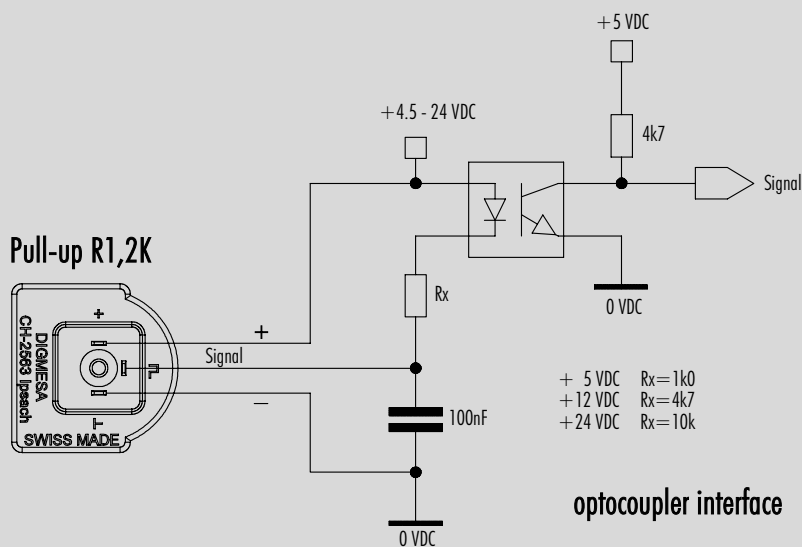 +5 VDC
+4.5 - 24 VDC
4k7
Signal
Pull-up R1,2K
0 VDC
Rx
+
DIGMESA
CH-2563 Ipsach
SWISS MADE
+
Signal
−
+ 5 VDC Rx=1k0
+12 VDC Rx=4k7
+24 VDC Rx=10k
100nF
optocoupler interface
0 VDC